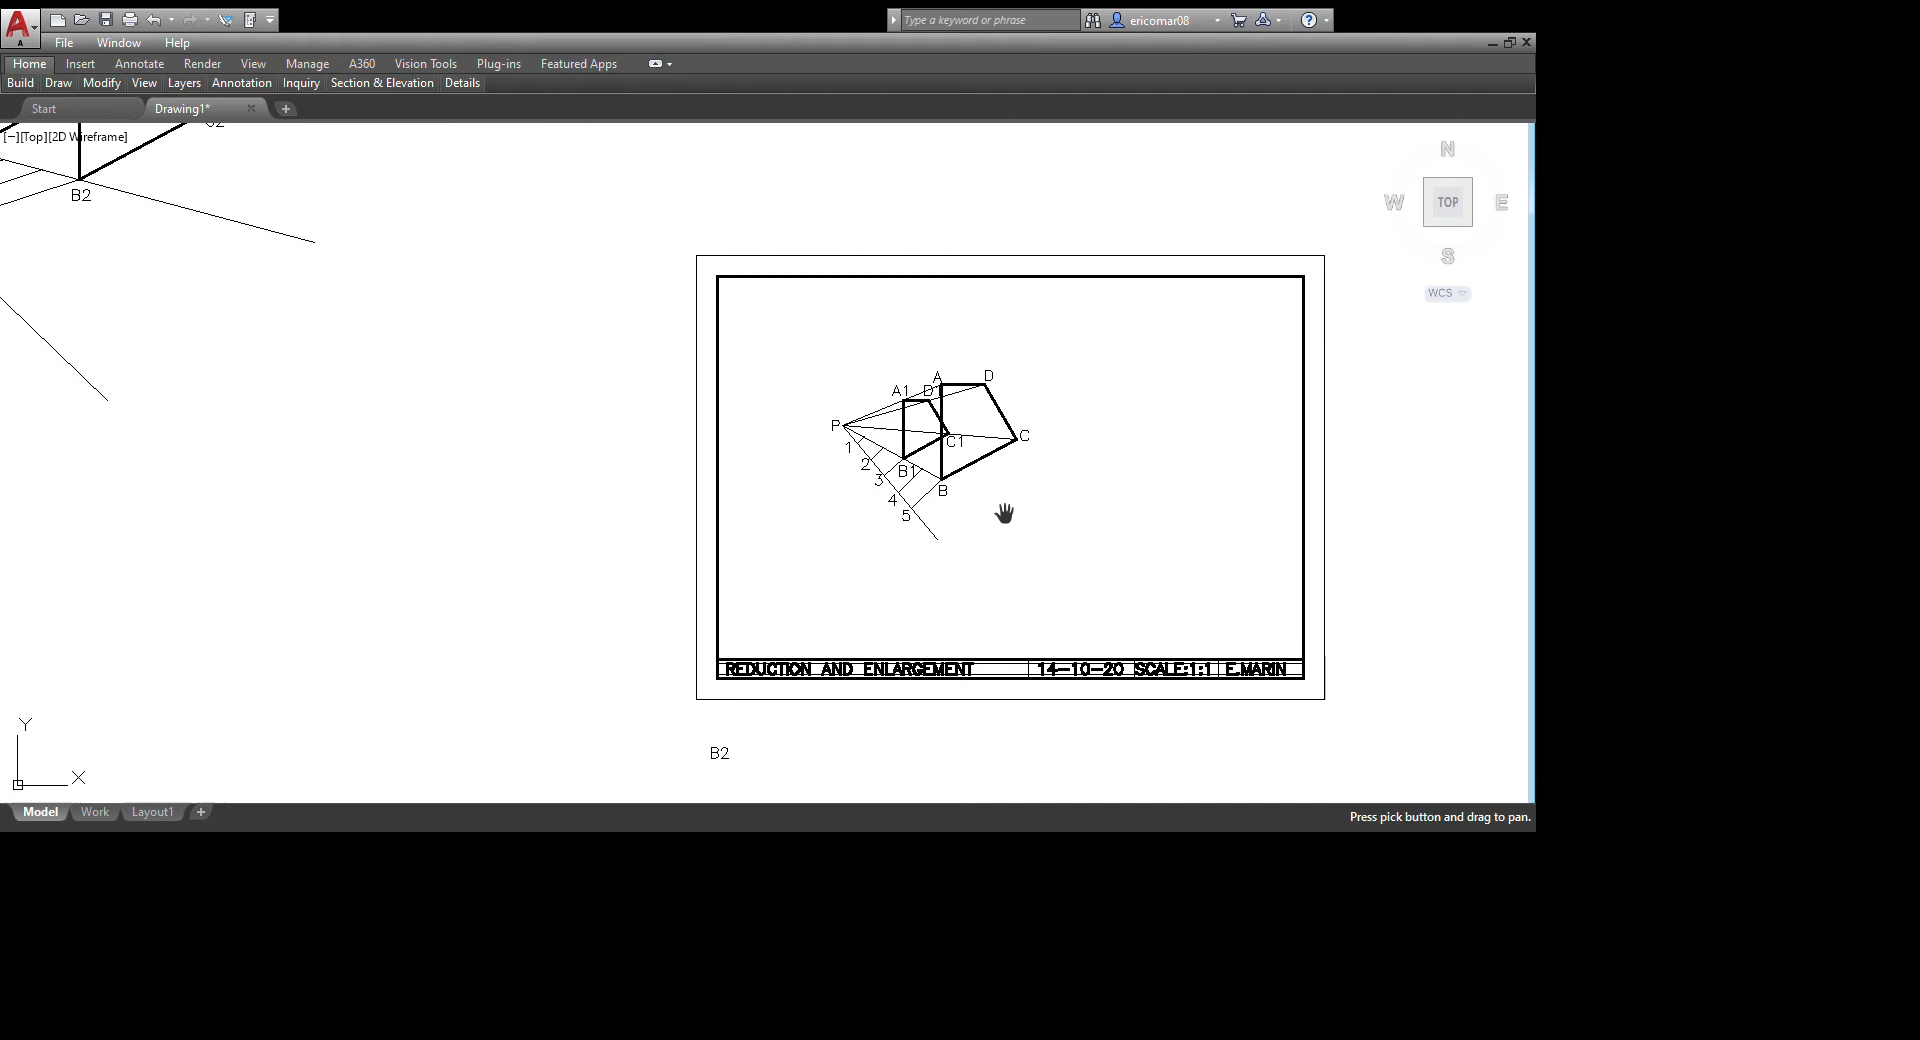 Type a keyword or phrase
ericomar08
A
File Window Help
Home Insert Annotate Render View Manage A360 Vision Tools Plug-ins Featured Apps
Build Draw Modify View Layers Annotation Inquiry Section & Elevation Details
Start Drawing1*
[−][Top][2D Wireframe]
B2
N
W TOP E
S
WCS
A D
A1
P
C1 C
1
2
B1
3
B
4
5
REDUCTION AND ENLARGEMENT 14-10-20 SCALE:1:1 E.MARIN
Y
B2
X
Model Work Layout1
Press pick button and drag to pan.